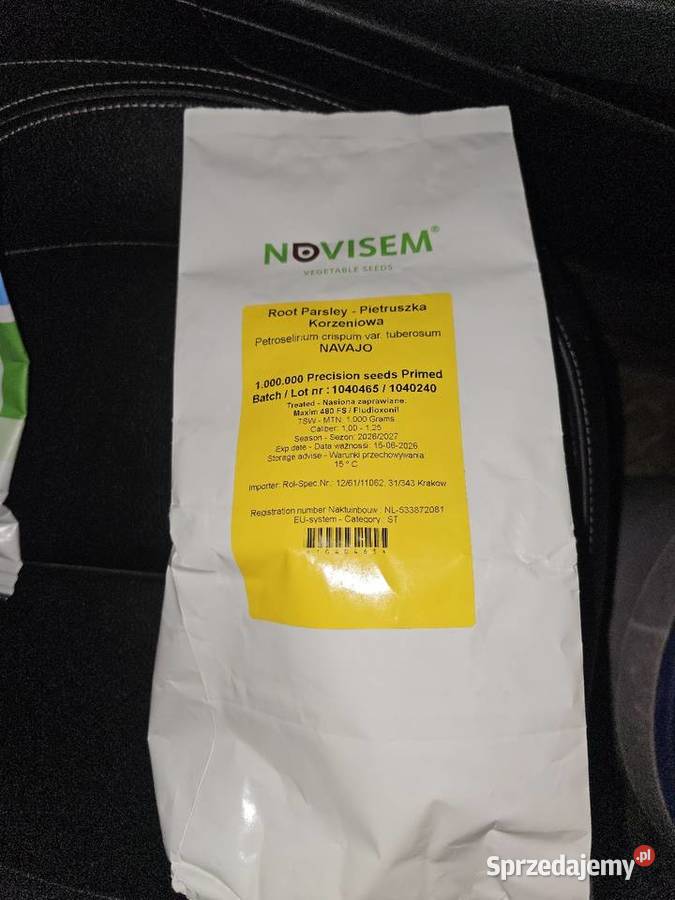 NOVISEM®
VEGETABLE SEEDS
Root Parsley - Pietruszka
Korzeniowa
Petroselinum crispum var. tuberosum
NAVAJO
1.000.000 Precision seeds Primed
Batch / Lot nr : 1040465 / 1040240
Treated - Nasiona zaprawiane:
Maxim 480 FS / Fludioxonil
TSW - MTN: 1.000 Grams
Caliber: 1,00 - 1,25
Season - Sezon: 2026/2027
Exp date - Data ważnosśi: 15-06-2026
Storage advise - Warunki przechowywania
15 ° C
Importer: Rol-Spec.Nr.: 12/61/11062, 31/343 Krakow
Registration number Naktuinbouw : NL-533872081
EU-system - Category : ST
Sprzedajemy.pl